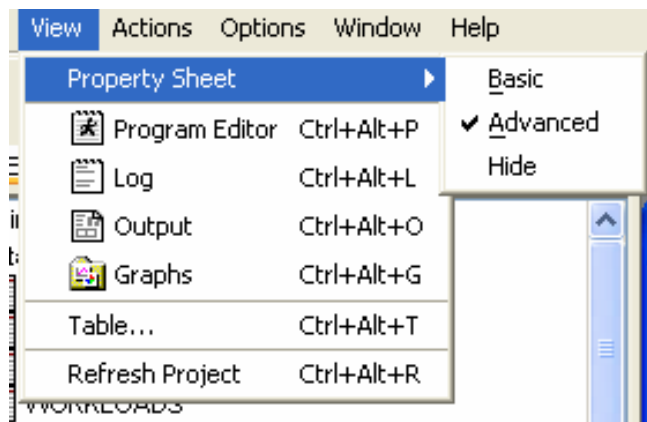 View Actions Options Window Help
Property Sheet
Basic
Program Editor Ctrl+Alt+P
Advanced
Log Ctrl+Alt+L
Hide
Output Ctrl+Alt+O
Graphs Ctrl+Alt+G
Table... Ctrl+Alt+T
Refresh Project Ctrl+Alt+R
WORKLOADS